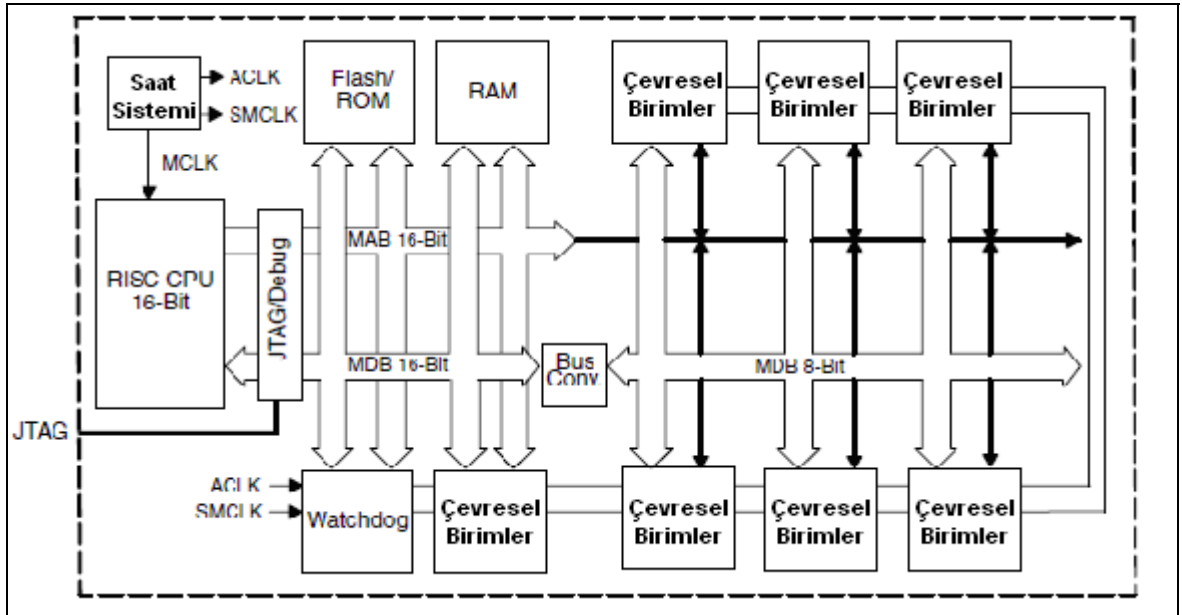 Saat
Sistemi
ACLK
SMCLK
MCLK
Flash/
ROM
RAM
Çevresel
Birimler
Çevresel
Birimler
Çevresel
Birimler
RISC CPU
16-Bit
JTAG/Debug
MAB 16-Bit
MDB 16-Bit
Bus
Conv
MDB 8-Bit
JTAG
ACLK
SMCLK
Watchdog
Çevresel
Birimler
Çevresel
Birimler
Çevresel
Birimler
Çevresel
Birimler